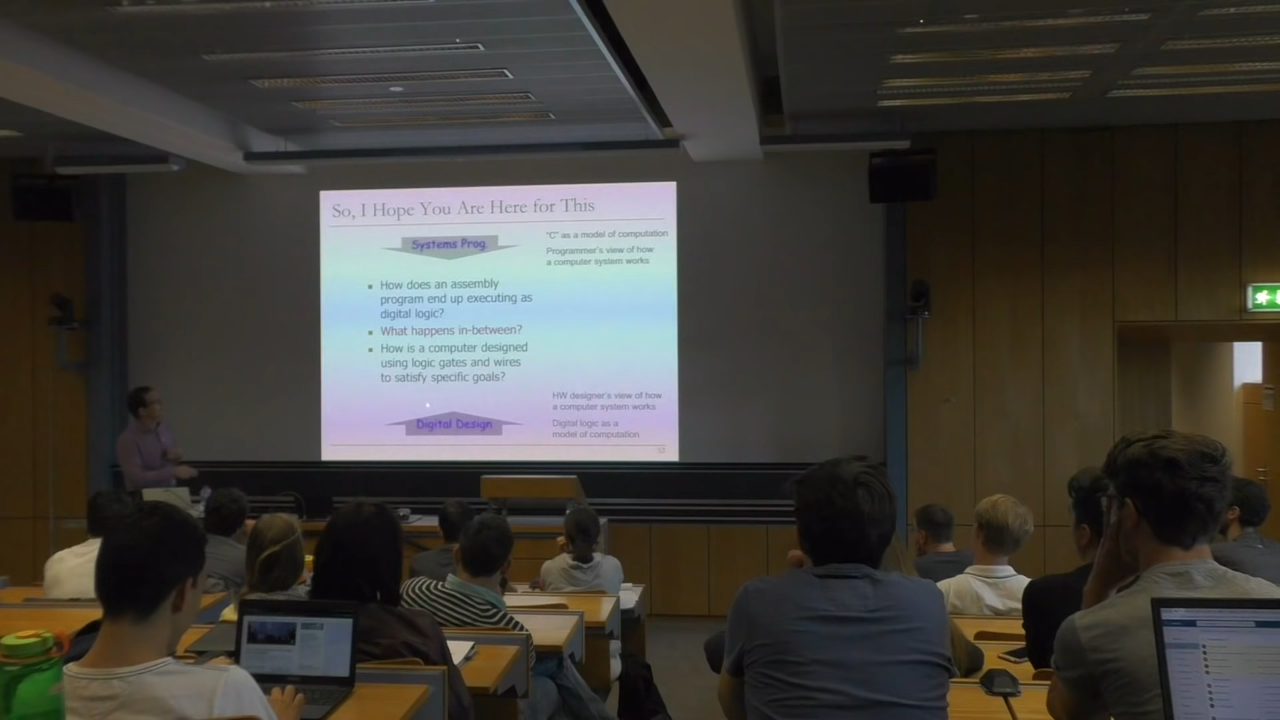 So, I Hope You Are Here for This
Systems Prog.
"C" as a model of computation
Programmer's view of how
a computer system works
How does an assembly
program end up executing as
digital logic?
What happens in-between?
How is a computer designed
using logic gates and wires
to satisfy specific goals?
HW designer's view of how
a computer system works
Digital Design
Digital logic as a
model of computation